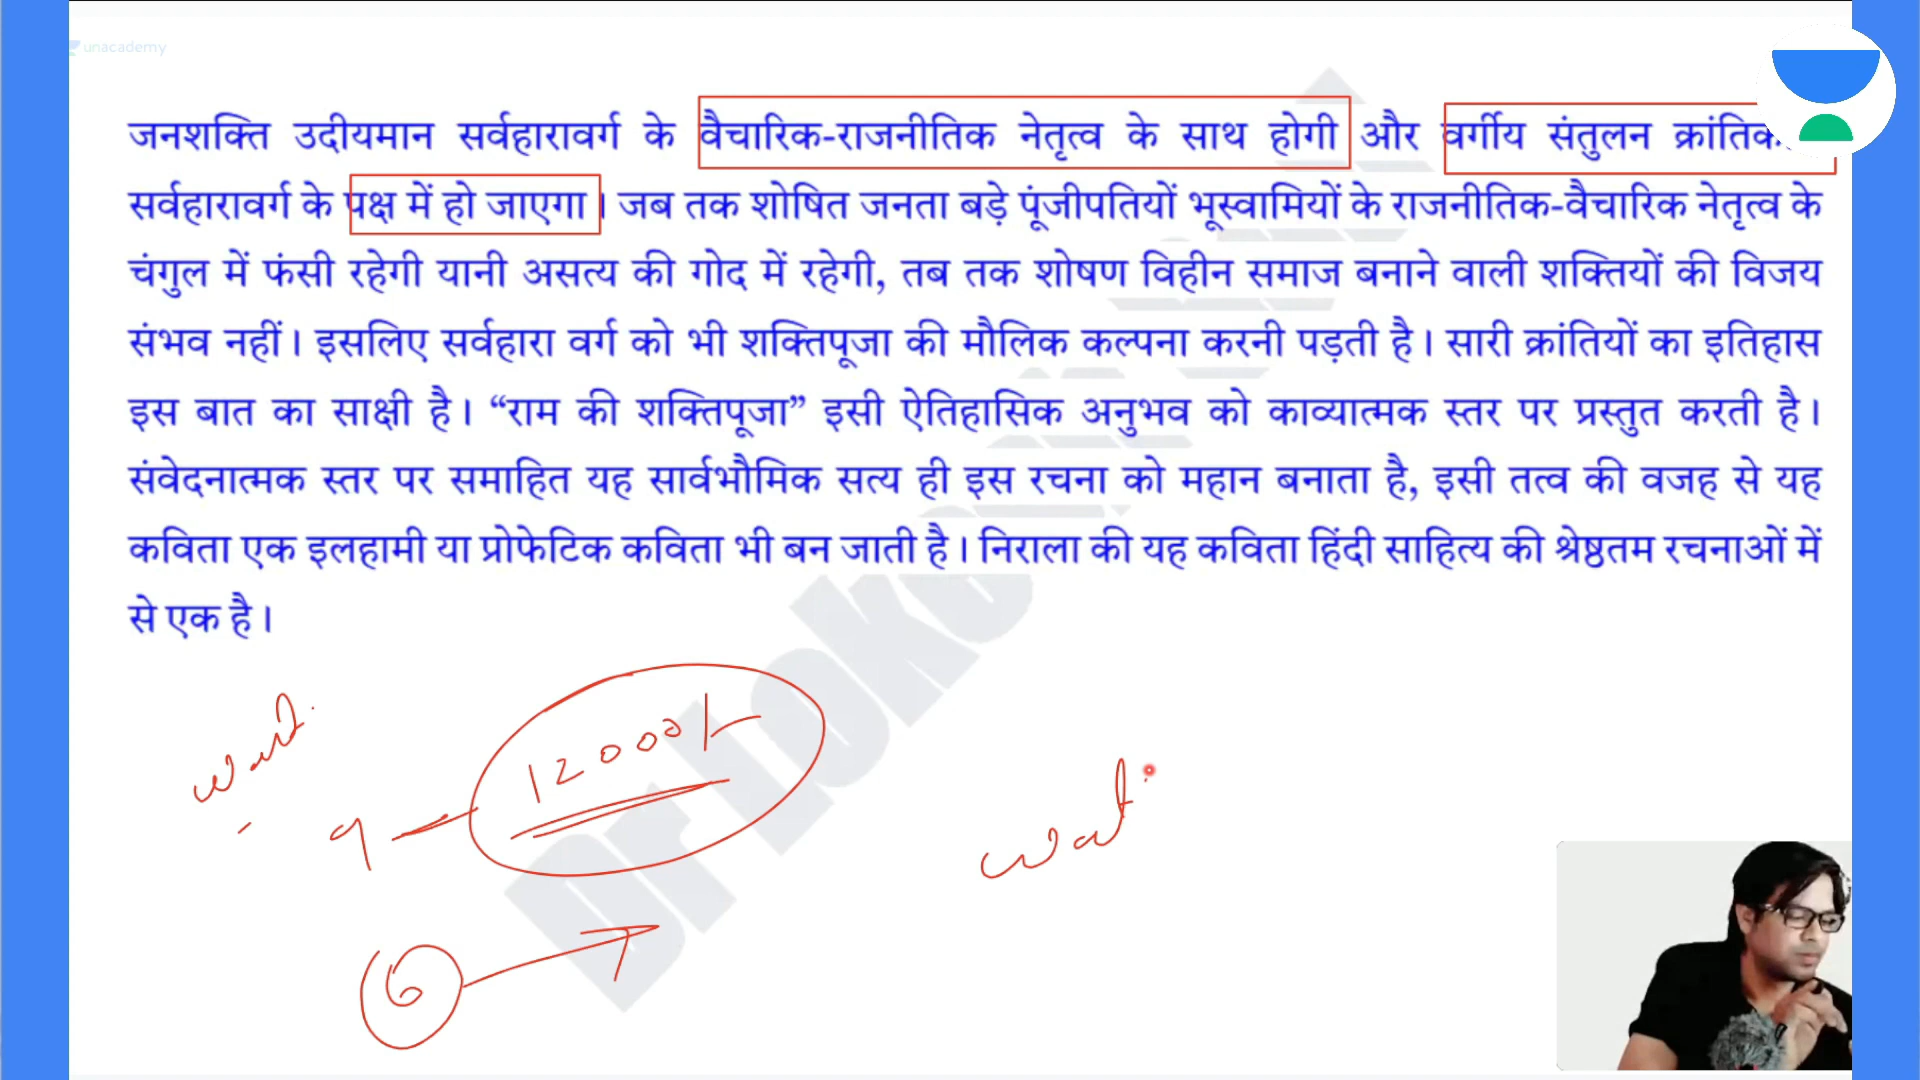 unacademy
जनशक्ति उदीयमान सर्वहारावर्ग के वैचारिक-राजनीतिक नेतृत्व के साथ होगी और वर्गीय संतुलन
सर्वहारावर्ग के पक्ष में हो जाएगा। जब तक शोषित जनता बड़े पूंजीपतियों भूस्वामियों के राजनीतिक-वैचारिक नेतृत्व के
चंगुल में फंसी रहेगी यानी असत्य की गोद में रहेगी, तब तक शोषण विहीन समाज बनाने वाली शक्तियों की विजय
संभव नहीं। इसलिए सर्वहारा वर्ग को भी शक्तिपूजा की मौलिक कल्पना करनी पड़ती है। सारी क्रांतियों का इतिहास
इस बात का साक्षी है। “राम की शक्तिपूजा” इसी ऐतिहासिक अनुभव को काव्यात्मक स्तर पर प्रस्तुत करती है।
संवेदनात्मक स्तर पर समाहित यह सार्वभौमिक सत्य ही इस रचना को महान बनाता है, इसी तत्व की वजह से यह
कविता एक इलहामी या प्रोफेटिक कविता भी बन जाती है। निराला की यह कविता हिंदी साहित्य की श्रेष्ठतम रचनाओं में
से एक है।
12000/-
9
6